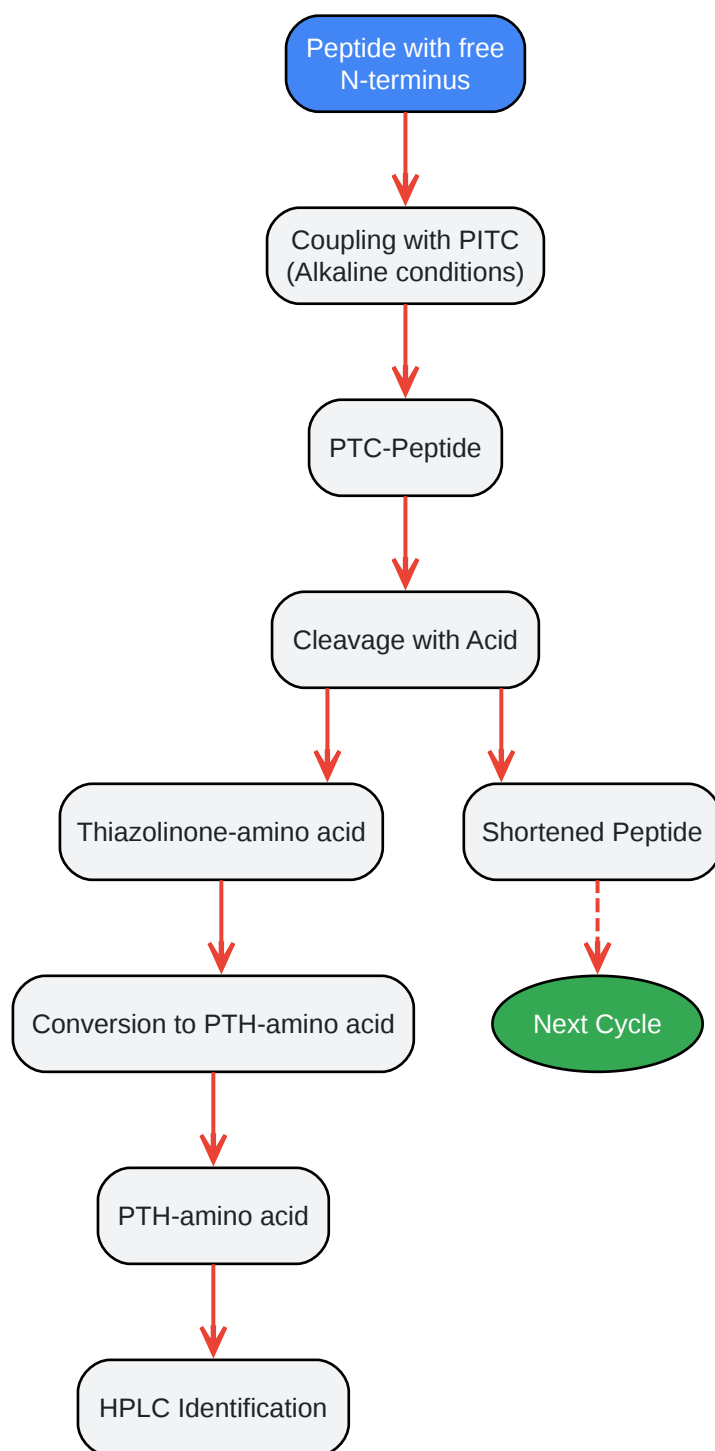 Peptide with free
N-terminus
Coupling with PITC
(Alkaline conditions)
PTC-Peptide
Cleavage with Acid
Thiazolinone-amino acid
Shortened Peptide
Conversion to PTH-amino acid
Next Cycle
PTH-amino acid
HPLC Identification